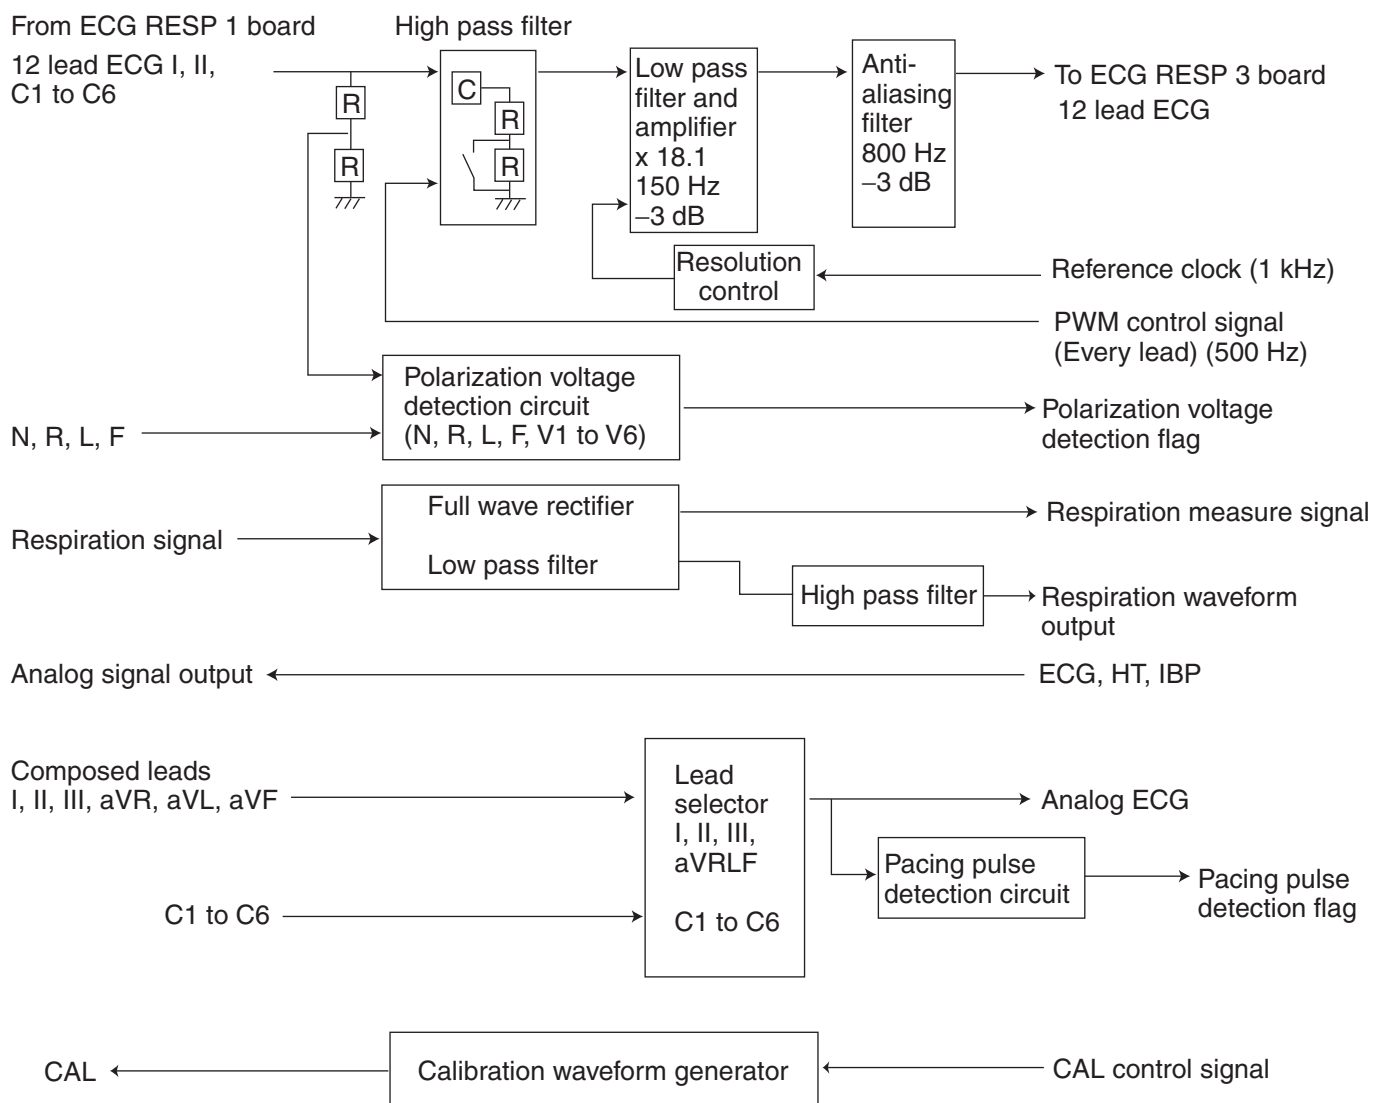 From ECG RESP 1 board
High pass filter
12 lead ECG I, II,
C1 to C6
R
R
C
R
R
Low pass
filter and
amplifier
x 18.1
150 Hz
−3 dB
Anti-
aliasing
filter
800 Hz
−3 dB
To ECG RESP 3 board
12 lead ECG
Resolution
control
Reference clock (1 kHz)
PWM control signal
(Every lead) (500 Hz)
Polarization voltage
detection circuit
(N, R, L, F, V1 to V6)
N, R, L, F
Polarization voltage
detection flag
Respiration signal
Full wave rectifier
Low pass filter
Respiration measure signal
High pass filter
Respiration waveform
output
Analog signal output
ECG, HT, IBP
Composed leads
I, II, III, aVR, aVL, aVF
C1 to C6
Lead
selector
I, II, III,
aVRLF
C1 to C6
Analog ECG
Pacing pulse
detection circuit
Pacing pulse
detection flag
CAL
Calibration waveform generator
CAL control signal